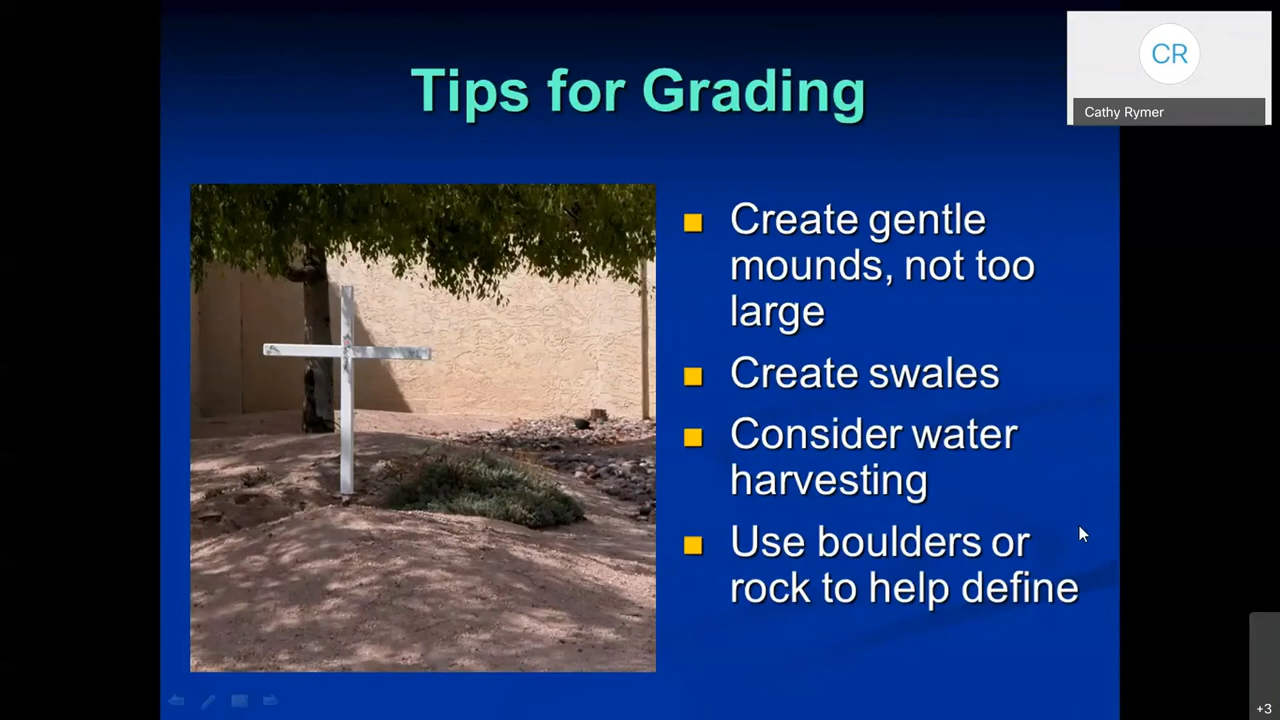 Tips for Grading
CR
Cathy Rymer
Create gentle
mounds, not too
large
Create swales
Consider water
harvesting
Use boulders or
rock to help define
+3